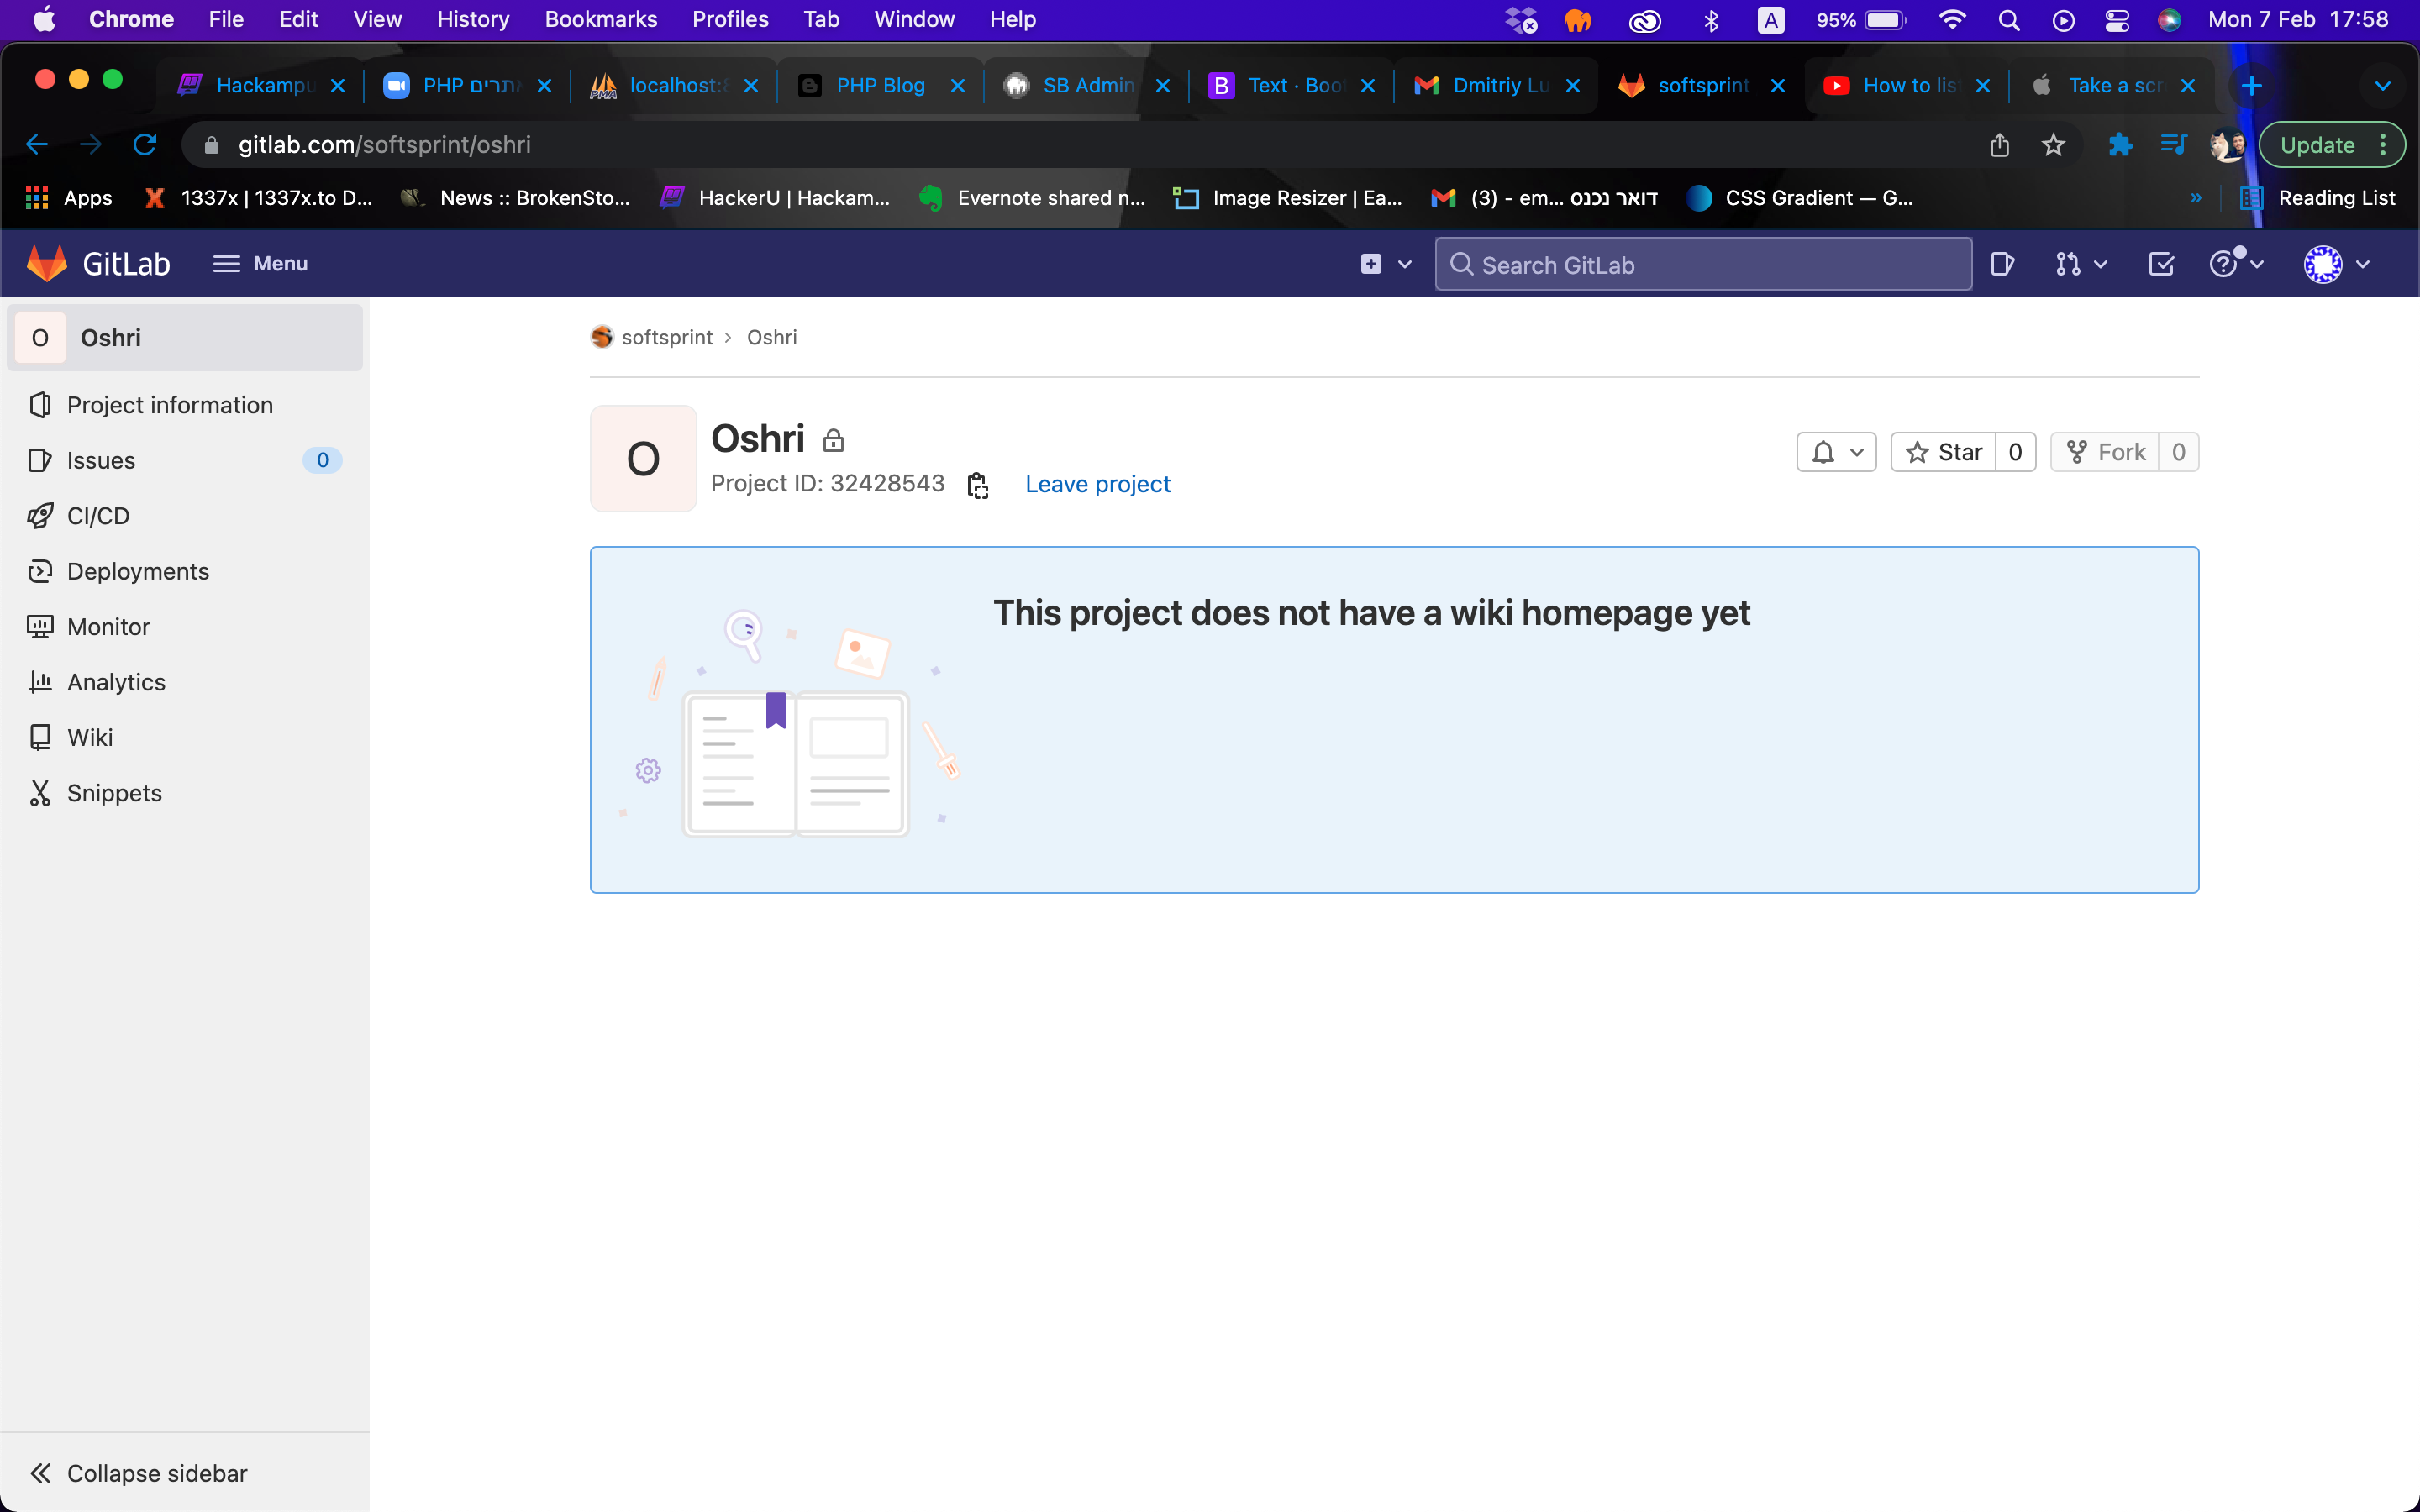 Chrome File Edit View History Bookmarks Profiles Tab Window Help A 95% Mon 7 Feb 17:58
Hackampu PHP אתרים localhost:8 PHP Blog SB Admin B Text · Boot Dmitriy Lu softsprint How to lis Take a scr
gitlab.com/softsprint/oshri Update
Apps 1337x | 1337x.to D... News :: BrokenSto... HackerU | Hackam... Evernote shared n... Image Resizer | Ea... (3) - em... דואר נכנס CSS Gradient — G... » Reading List
GitLab Menu Search GitLab
O Oshri
Project information
Issues 0
CI/CD
Deployments
Monitor
Analytics
Wiki
Snippets
Collapse sidebar
softsprint › Oshri
O
Oshri
Project ID: 32428543 Leave project
Star 0 Fork 0
This project does not have a wiki homepage yet